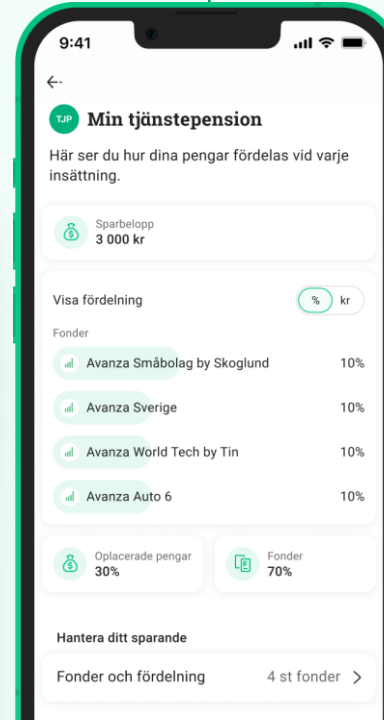 9:41
TJP Min tjänstepension
Här ser du hur dina pengar fördelas vid varje
insättning.
Sparbelopp
3 000 kr
Visa fördelning % kr
Fonder
Avanza Småbolag by Skoglund 10%
Avanza Sverige 10%
Avanza World Tech by Tin 10%
Avanza Auto 6 10%
Oplacerade pengar
30%
Fonder
70%
Hantera ditt sparande
Fonder och fördelning 4 st fonder